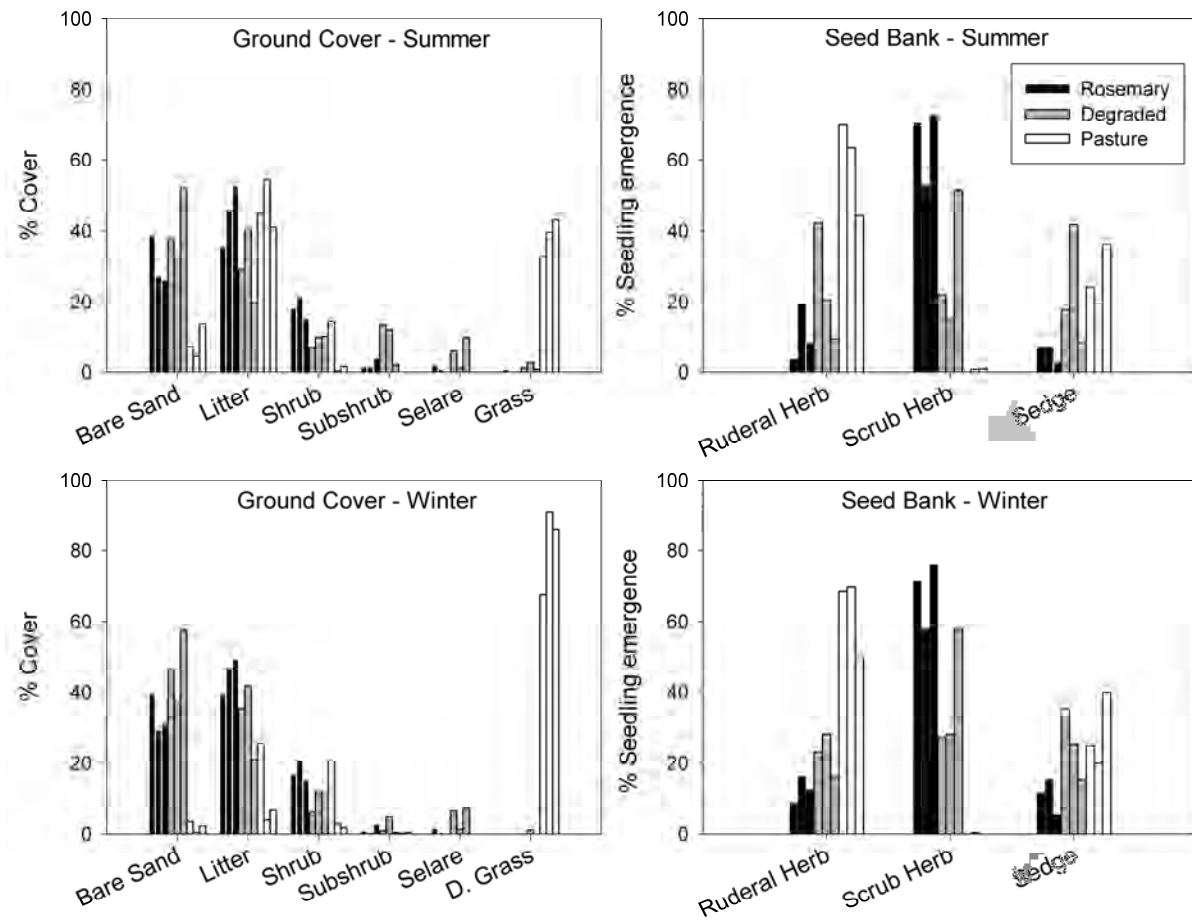 Ground Cover - Summer
100
80
60
40
20
0
% Cover
Bare Sand
Litter
Shrub
Subshrub
Selare
Grass
Seed Bank - Summer
100
80
60
40
20
0
% Seedling emergence
Rosemary
Degraded
Pasture
Ruderal Herb
Scrub Herb
Sedge
Ground Cover - Winter
100
80
60
40
20
0
% Cover
Bare Sand
Litter
Shrub
Subshrub
Selare
D. Grass
Seed Bank - Winter
100
80
60
40
20
0
% Seedling emergence
Ruderal Herb
Scrub Herb
Sedge